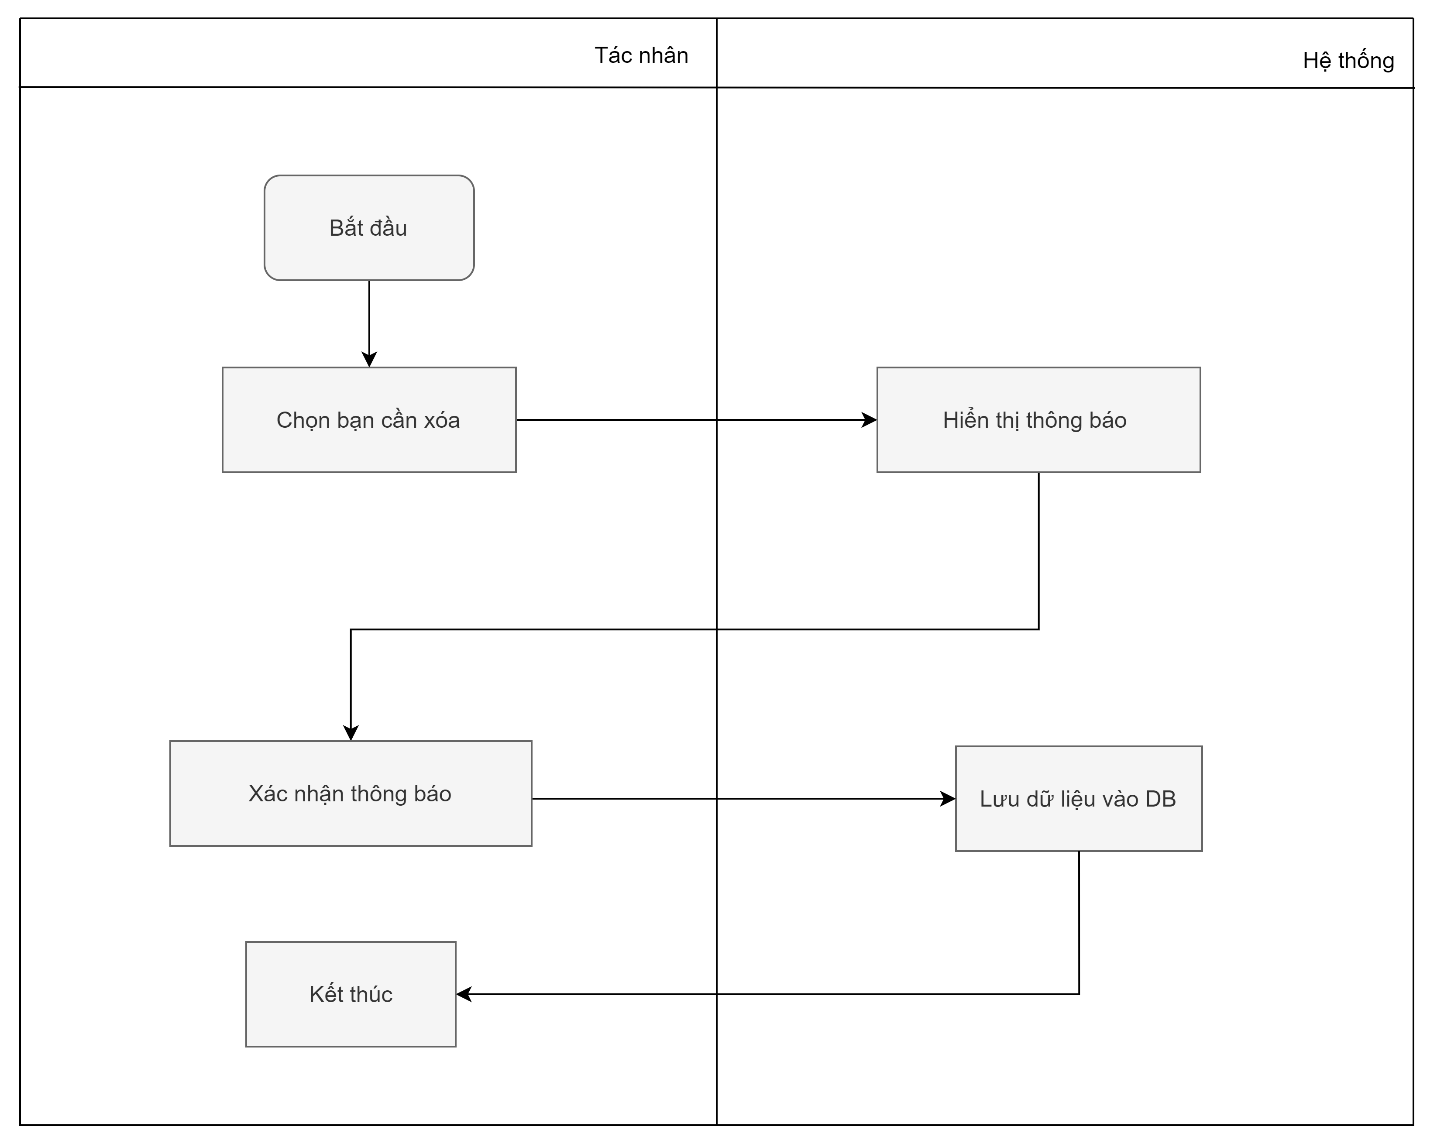 Tác nhân
Hệ thống
Bắt đầu
Chọn bạn cần xóa
Hiển thị thông báo
Xác nhận thông báo
Lưu dữ liệu vào DB
Kết thúc